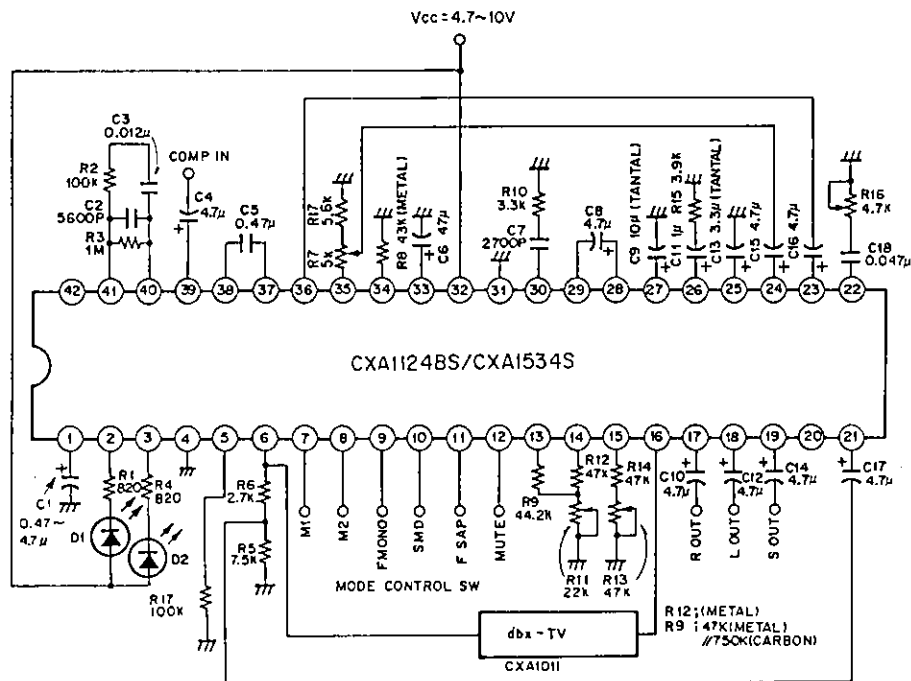 Vcc = 4.7~10V
C3
0.012μ
R2
100K
C2
5600P
R3
1M
COMP IN
C4
4.7μ
C5
0.47μ
R17
5.6K
R7
5K
R8 43K(METAL)
C6 47μ
R10
3.3K
C7
2700P
C8
4.7μ
C9 10μ(TANTAL)
C11 1μ
R15 3.9K
C13 3.3μ(TANTAL)
C15 4.7μ
C16 4.7μ
R16
4.7K
C18
0.047μ
42 41 40 39 38 37 36 35 34 33 32 31 30 29 28 27 26 25 24 23 22
CXA1124BS/CXA1534S
1 2 3 4 5 6 7 8 9 10 11 12 13 14 15 16 17 18 19 20 21
C1
0.47~
4.7μ
R1
820
R4
820
D1
D2
R17
100K
R6
2.7K
R5
7.5K
M1
M2
FMONO
SMD
F SAP
MUTE
MODE CONTROL SW
R9
44.2K
R12
47K
R14
47K
R11
22K
R13
47K
C10
4.7μ
C12
4.7μ
C14
4.7μ
C17
4.7μ
R OUT
L OUT
S OUT
dbx-TV
CXA1011
R12;(METAL)
R9 ;47K(METAL)
//750K(CARBON)